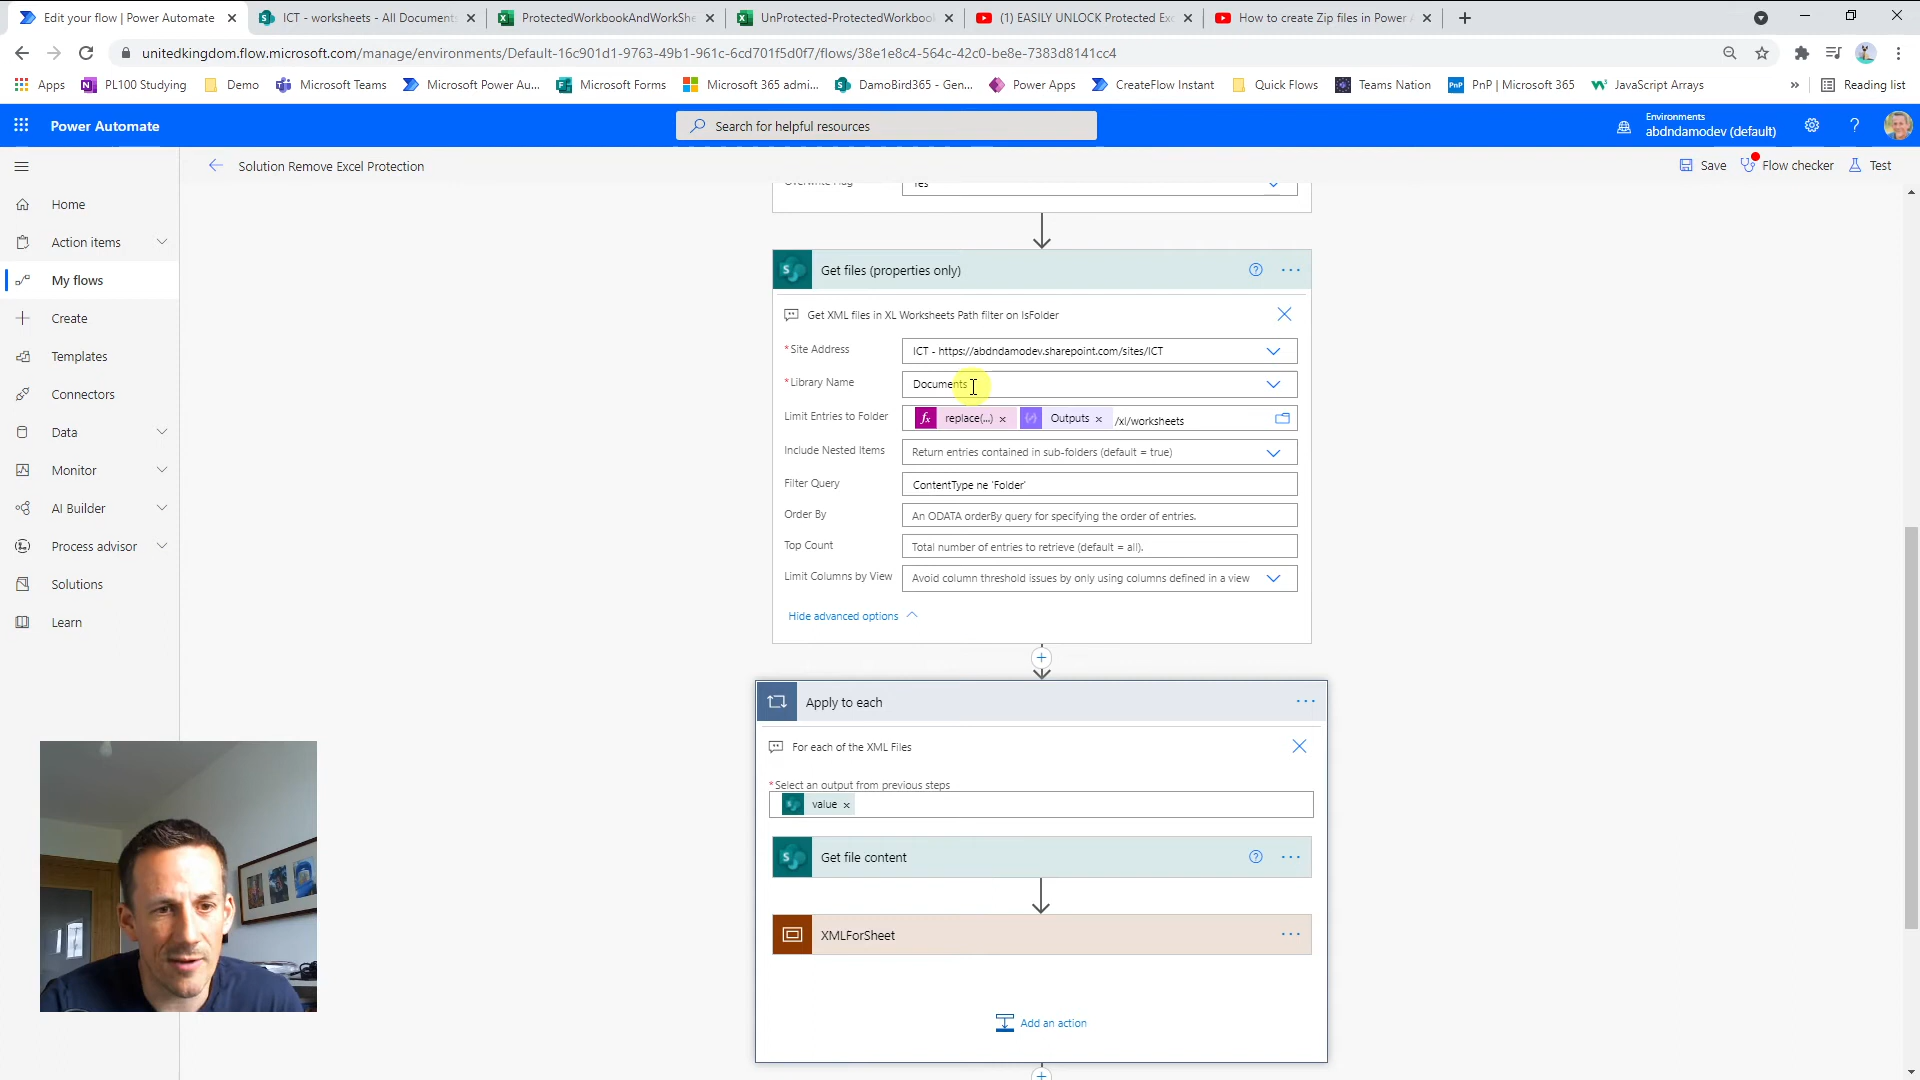 Edit your flow | Power Automate
ICT - worksheets - All Document
ProtectedWorkbookAndWorkShe
UnProtected-ProtectedWorkbook
(1) EASILY UNLOCK Protected Exc
How to create Zip files in Power A
unitedkingdom.flow.microsoft.com/manage/environments/Default-16c901d1-9763-49b1-961c-6cd701f5d0f7/flows/38e1e8c4-564c-42c0-be8e-7383d8141cc4
Apps
PL100 Studying
Demo
Microsoft Teams
Microsoft Power Au...
Microsoft Forms
Microsoft 365 admi...
DamoBird365 - Gen...
Power Apps
CreateFlow Instant
Quick Flows
Teams Nation
PnP | Microsoft 365
JavaScript Arrays
»
Reading list
Power Automate
Search for helpful resources
Environments
abdndamodev (default)
Solution Remove Excel Protection
Save
Flow checker
Test
Home
Action items
My flows
Create
Templates
Connectors
Data
Monitor
AI Builder
Process advisor
Solutions
Learn
Overwrite Flag
Yes
Get files (properties only)
Get XML files in XL Worksheets Path filter on IsFolder
*Site Address
ICT - https://abdndamodev.sharepoint.com/sites/ICT
*Library Name
Documents
Limit Entries to Folder
fx replace(...) × Outputs × /xl/worksheets
Include Nested Items
Return entries contained in sub-folders (default = true)
Filter Query
ContentType ne 'Folder'
Order By
An ODATA orderBy query for specifying the order of entries.
Top Count
Total number of entries to retrieve (default = all).
Limit Columns by View
Avoid column threshold issues by only using columns defined in a view
Hide advanced options
Apply to each
For each of the XML Files
*Select an output from previous steps
value ×
Get file content
XMLForSheet
Add an action